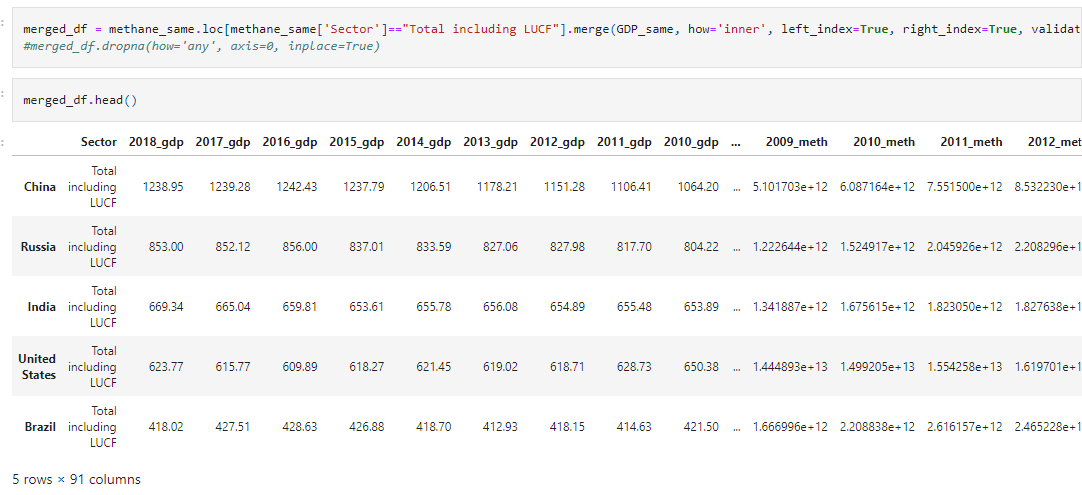 merged_df = methane_same.loc[methane_same['Sector']=="Total including LUCF"].merge(GDP_same, how='inner', left_index=True, right_index=True, validat
#merged_df.dropna(how='any', axis=0, inplace=True)
merged_df.head()
Sector 2018_gdp 2017_gdp 2016_gdp 2015_gdp 2014_gdp 2013_gdp 2012_gdp 2011_gdp 2010_gdp ... 2009_meth 2010_meth 2011_meth 2012_met
Total
China including 1238.95 1239.28 1242.43 1237.79 1206.51 1178.21 1151.28 1106.41 1064.20 ... 5.101703e+12 6.087164e+12 7.551500e+12 8.532230e+1
LUCF
Total
Russia including 853.00 852.12 856.00 837.01 833.59 827.06 827.98 817.70 804.22 ... 1.222644e+12 1.524917e+12 2.045926e+12 2.208296e+1
LUCF
Total
India including 669.34 665.04 659.81 653.61 655.78 656.08 654.89 655.48 653.89 ... 1.341887e+12 1.675615e+12 1.823050e+12 1.827638e+1
LUCF
Total
United States including 623.77 615.77 609.89 618.27 621.45 619.02 618.71 628.73 650.38 ... 1.444893e+13 1.499205e+13 1.554258e+13 1.619701e+1
LUCF
Total
Brazil including 418.02 427.51 428.63 426.88 418.70 412.93 418.15 414.63 421.50 ... 1.666996e+12 2.208838e+12 2.616157e+12 2.465228e+1
LUCF
5 rows × 91 columns